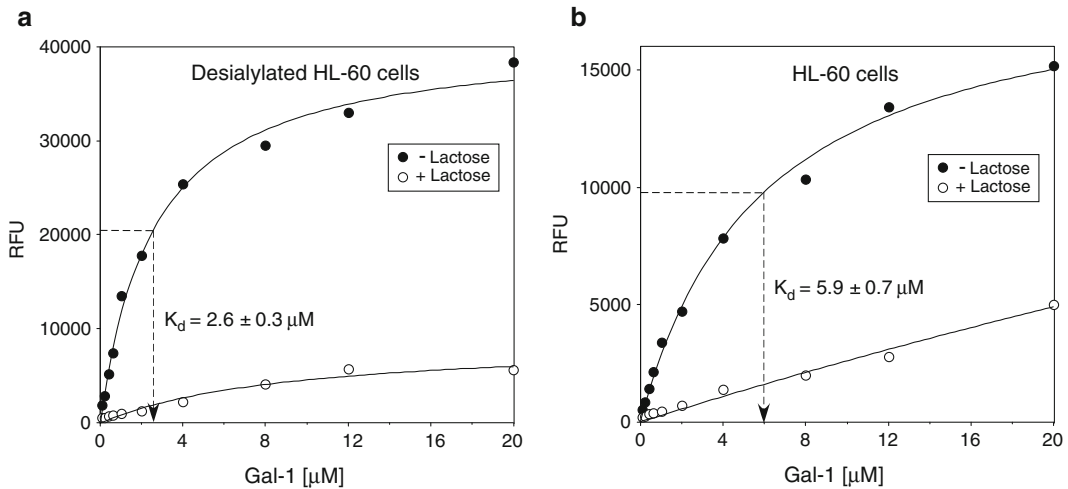 a
Desialylated HL-60 cells
40000
30000
20000
10000
0
RFU
- Lactose
+ Lactose
K_d = 2.6 ± 0.3 μM
0 4 8 12 16 20
Gal-1 [μM]
b
HL-60 cells
15000
10000
5000
0
RFU
- Lactose
+ Lactose
K_d = 5.9 ± 0.7 μM
0 4 8 12 16 20
Gal-1 [μM]